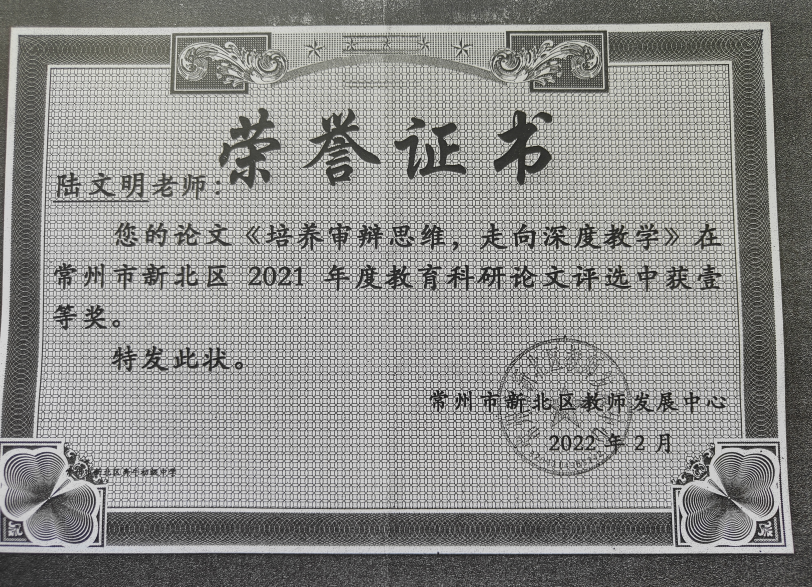 荣誉证书
陆文明老师：
您的论文《培养审辩思维，走向深度教学》在
常州市新北区 2021 年度教育科研论文评选中获壹
等奖。
特发此状。
常州市新北区教师发展中心
2022 年 2 月